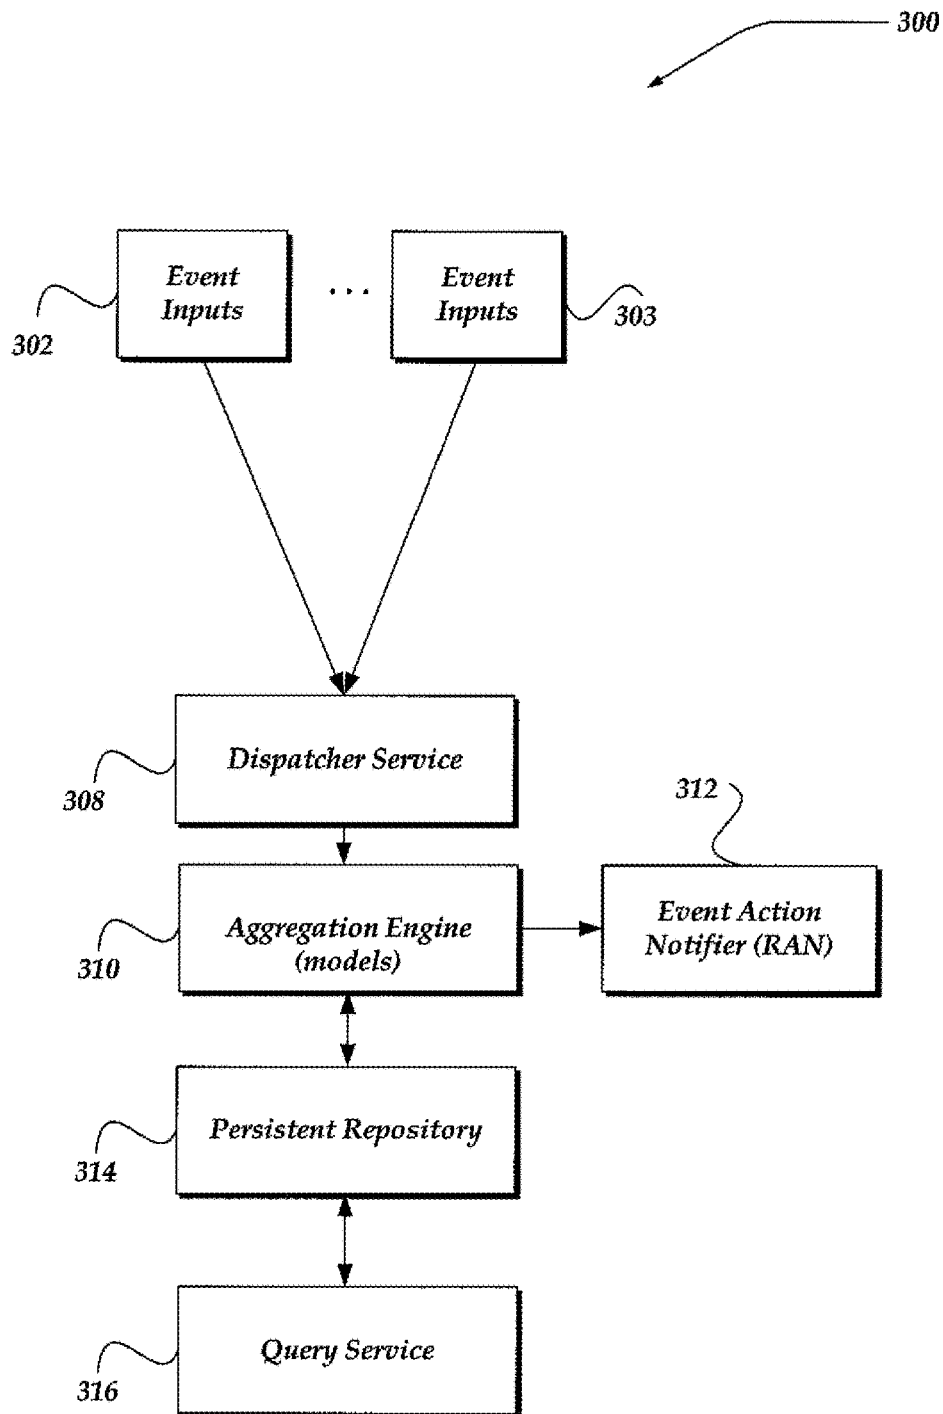 300
Event
Inputs
302
...
Event
Inputs
303
Dispatcher Service
308
312
Aggregation Engine
(models)
310
Event Action
Notifier (RAN)
Persistent Repository
314
Query Service
316